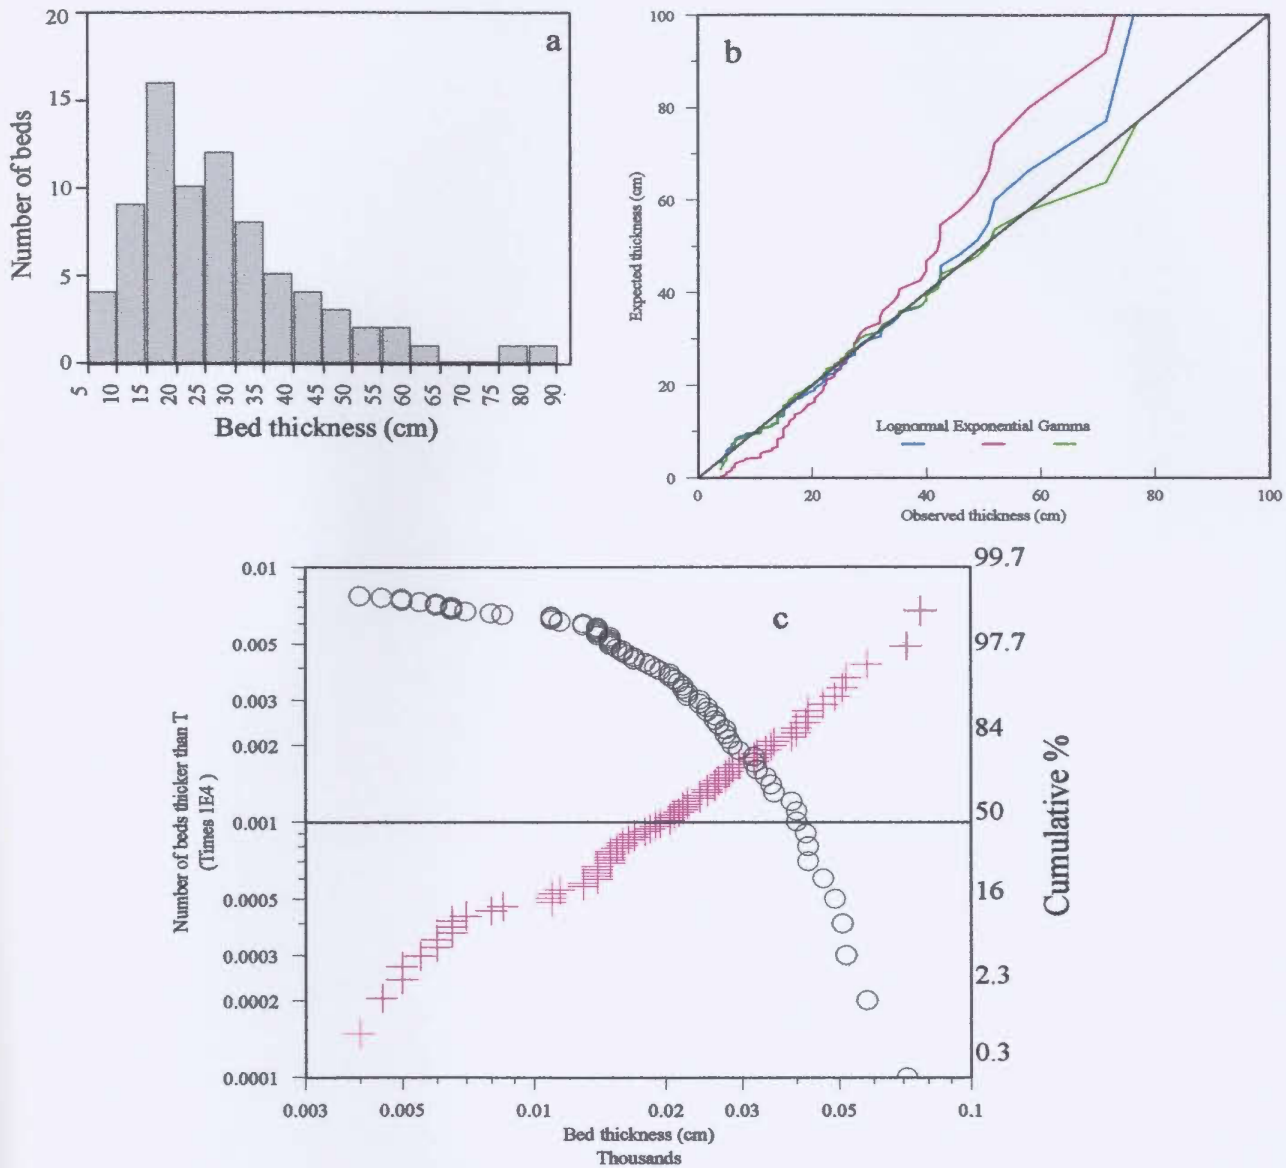 a
20
15
10
5
0
Number of beds
5 10 15 20 25 30 35 40 45 50 55 60 65 70 75 80 90
Bed thickness (cm)
b
100
80
60
40
20
0
Expected thickness (cm)
Lognormal Exponential Gamma
0 20 40 60 80 100
Observed thickness (cm)
c
0.01
0.005
0.003
0.002
0.001
0.0005
0.0003
0.0002
0.0001
Number of beds thicker than T
(Times 1E4 )
99.7
97.7
84
50
16
2.3
0.3
Cumulative %
0.003 0.005 0.01 0.02 0.03 0.05 0.1
Bed thickness (cm)
Thousands